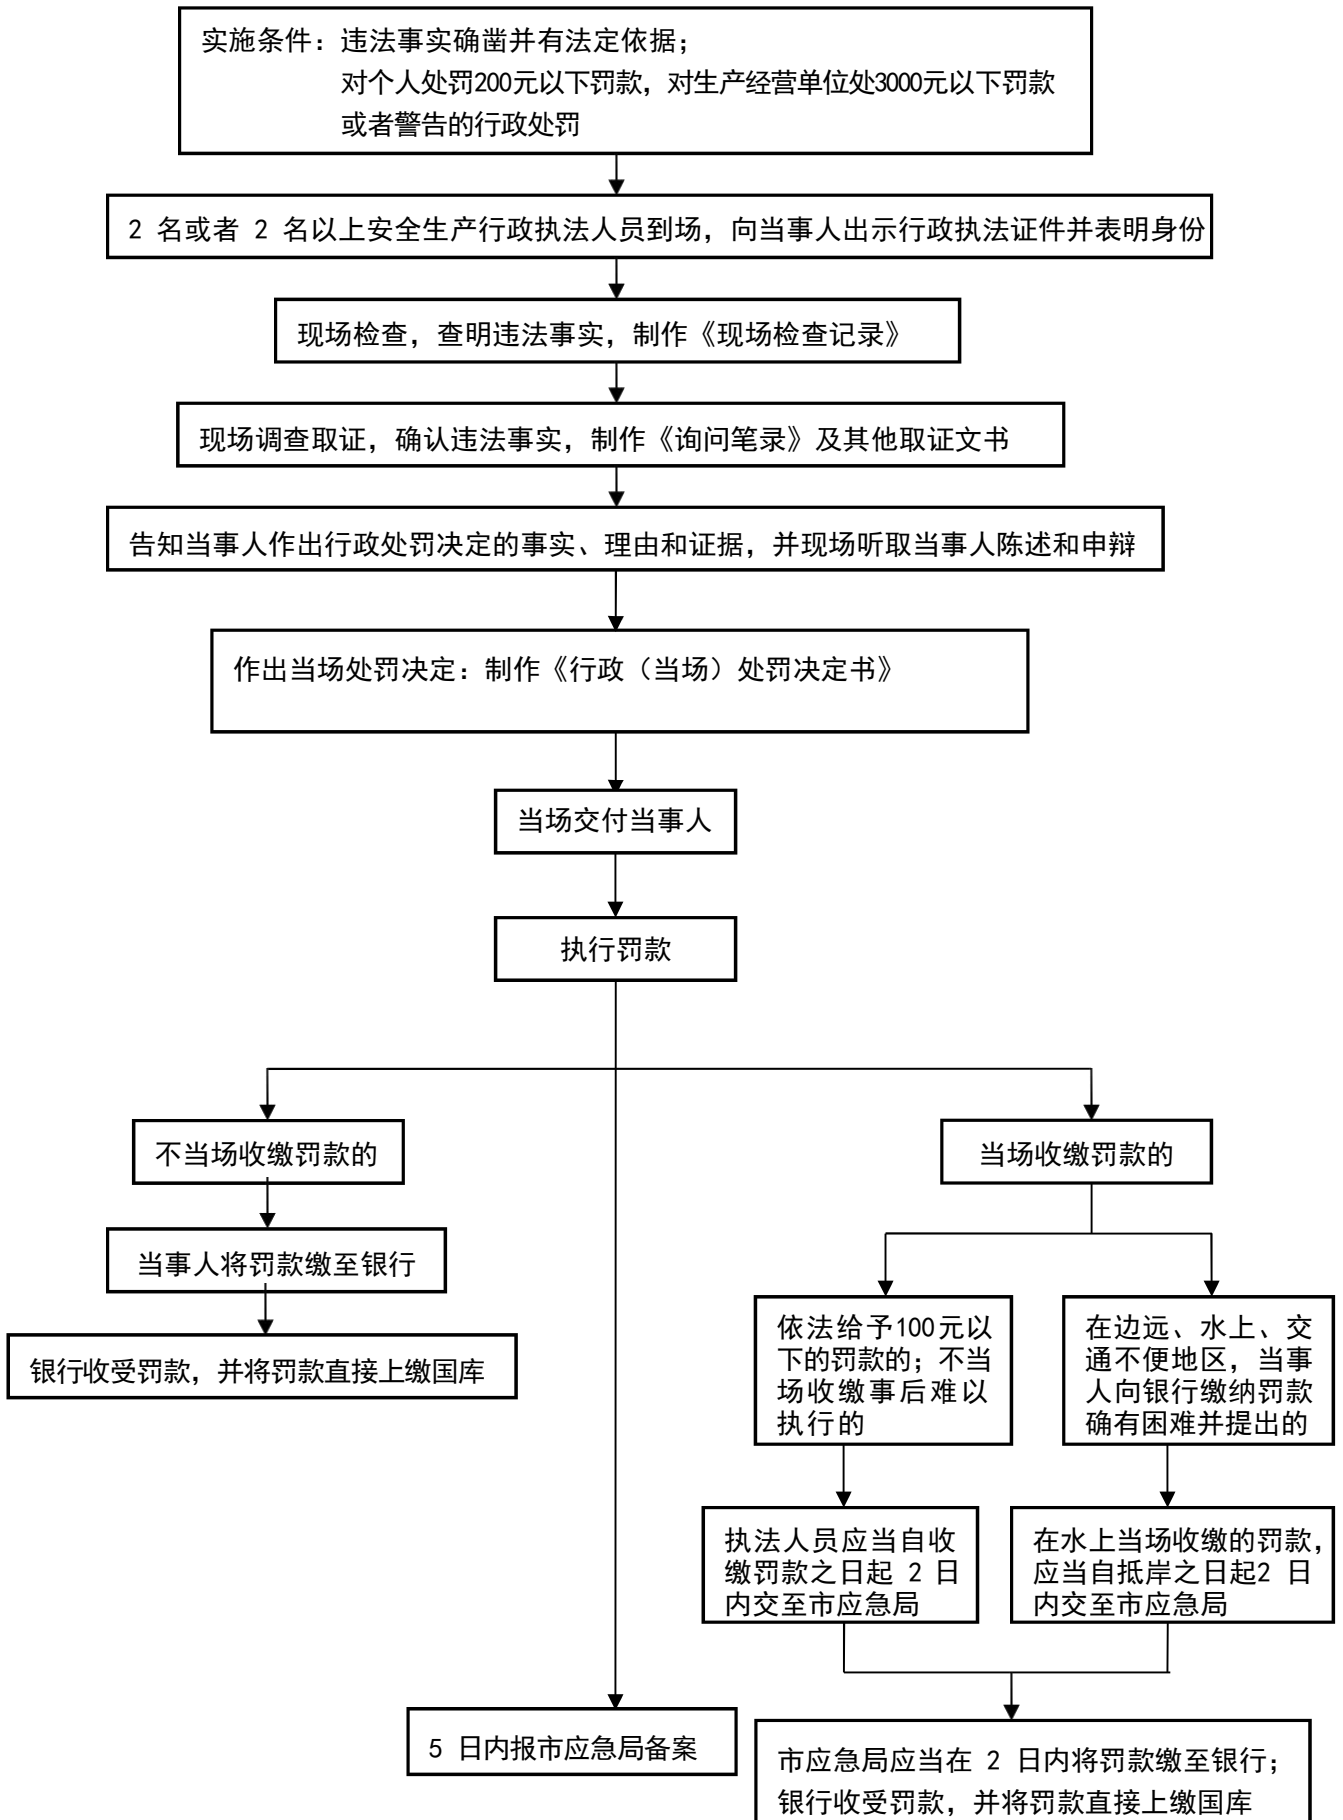 实施条件：违法事实确凿并有法定依据；
对个人处罚200元以下罚款，对生产经营单位处3000元以下罚款
或者警告的行政处罚
2 名或者 2 名以上安全生产行政执法人员到场，向当事人出示行政执法证件并表明身份
现场检查，查明违法事实，制作《现场检查记录》
现场调查取证，确认违法事实，制作《询问笔录》及其他取证文书
告知当事人作出行政处罚决定的事实、理由和证据，并现场听取当事人陈述和申辩
作出当场处罚决定：制作《行政（当场）处罚决定书》
当场交付当事人
执行罚款
不当场收缴罚款的
当事人将罚款缴至银行
银行收受罚款，并将罚款直接上缴国库
当场收缴罚款的
依法给予100元以
下的罚款的；不当
场收缴事后难以
执行的
在边远、水上、交
通不便地区，当事
人向银行缴纳罚款
确有困难并提出的
执法人员应当自收
缴罚款之日起 2 日
内交至市应急局
在水上当场收缴的罚款，
应当自抵岸之日起2 日
内交至市应急局
5 日内报市应急局备案
市应急局应当在 2 日内将罚款缴至银行；
银行收受罚款，并将罚款直接上缴国库